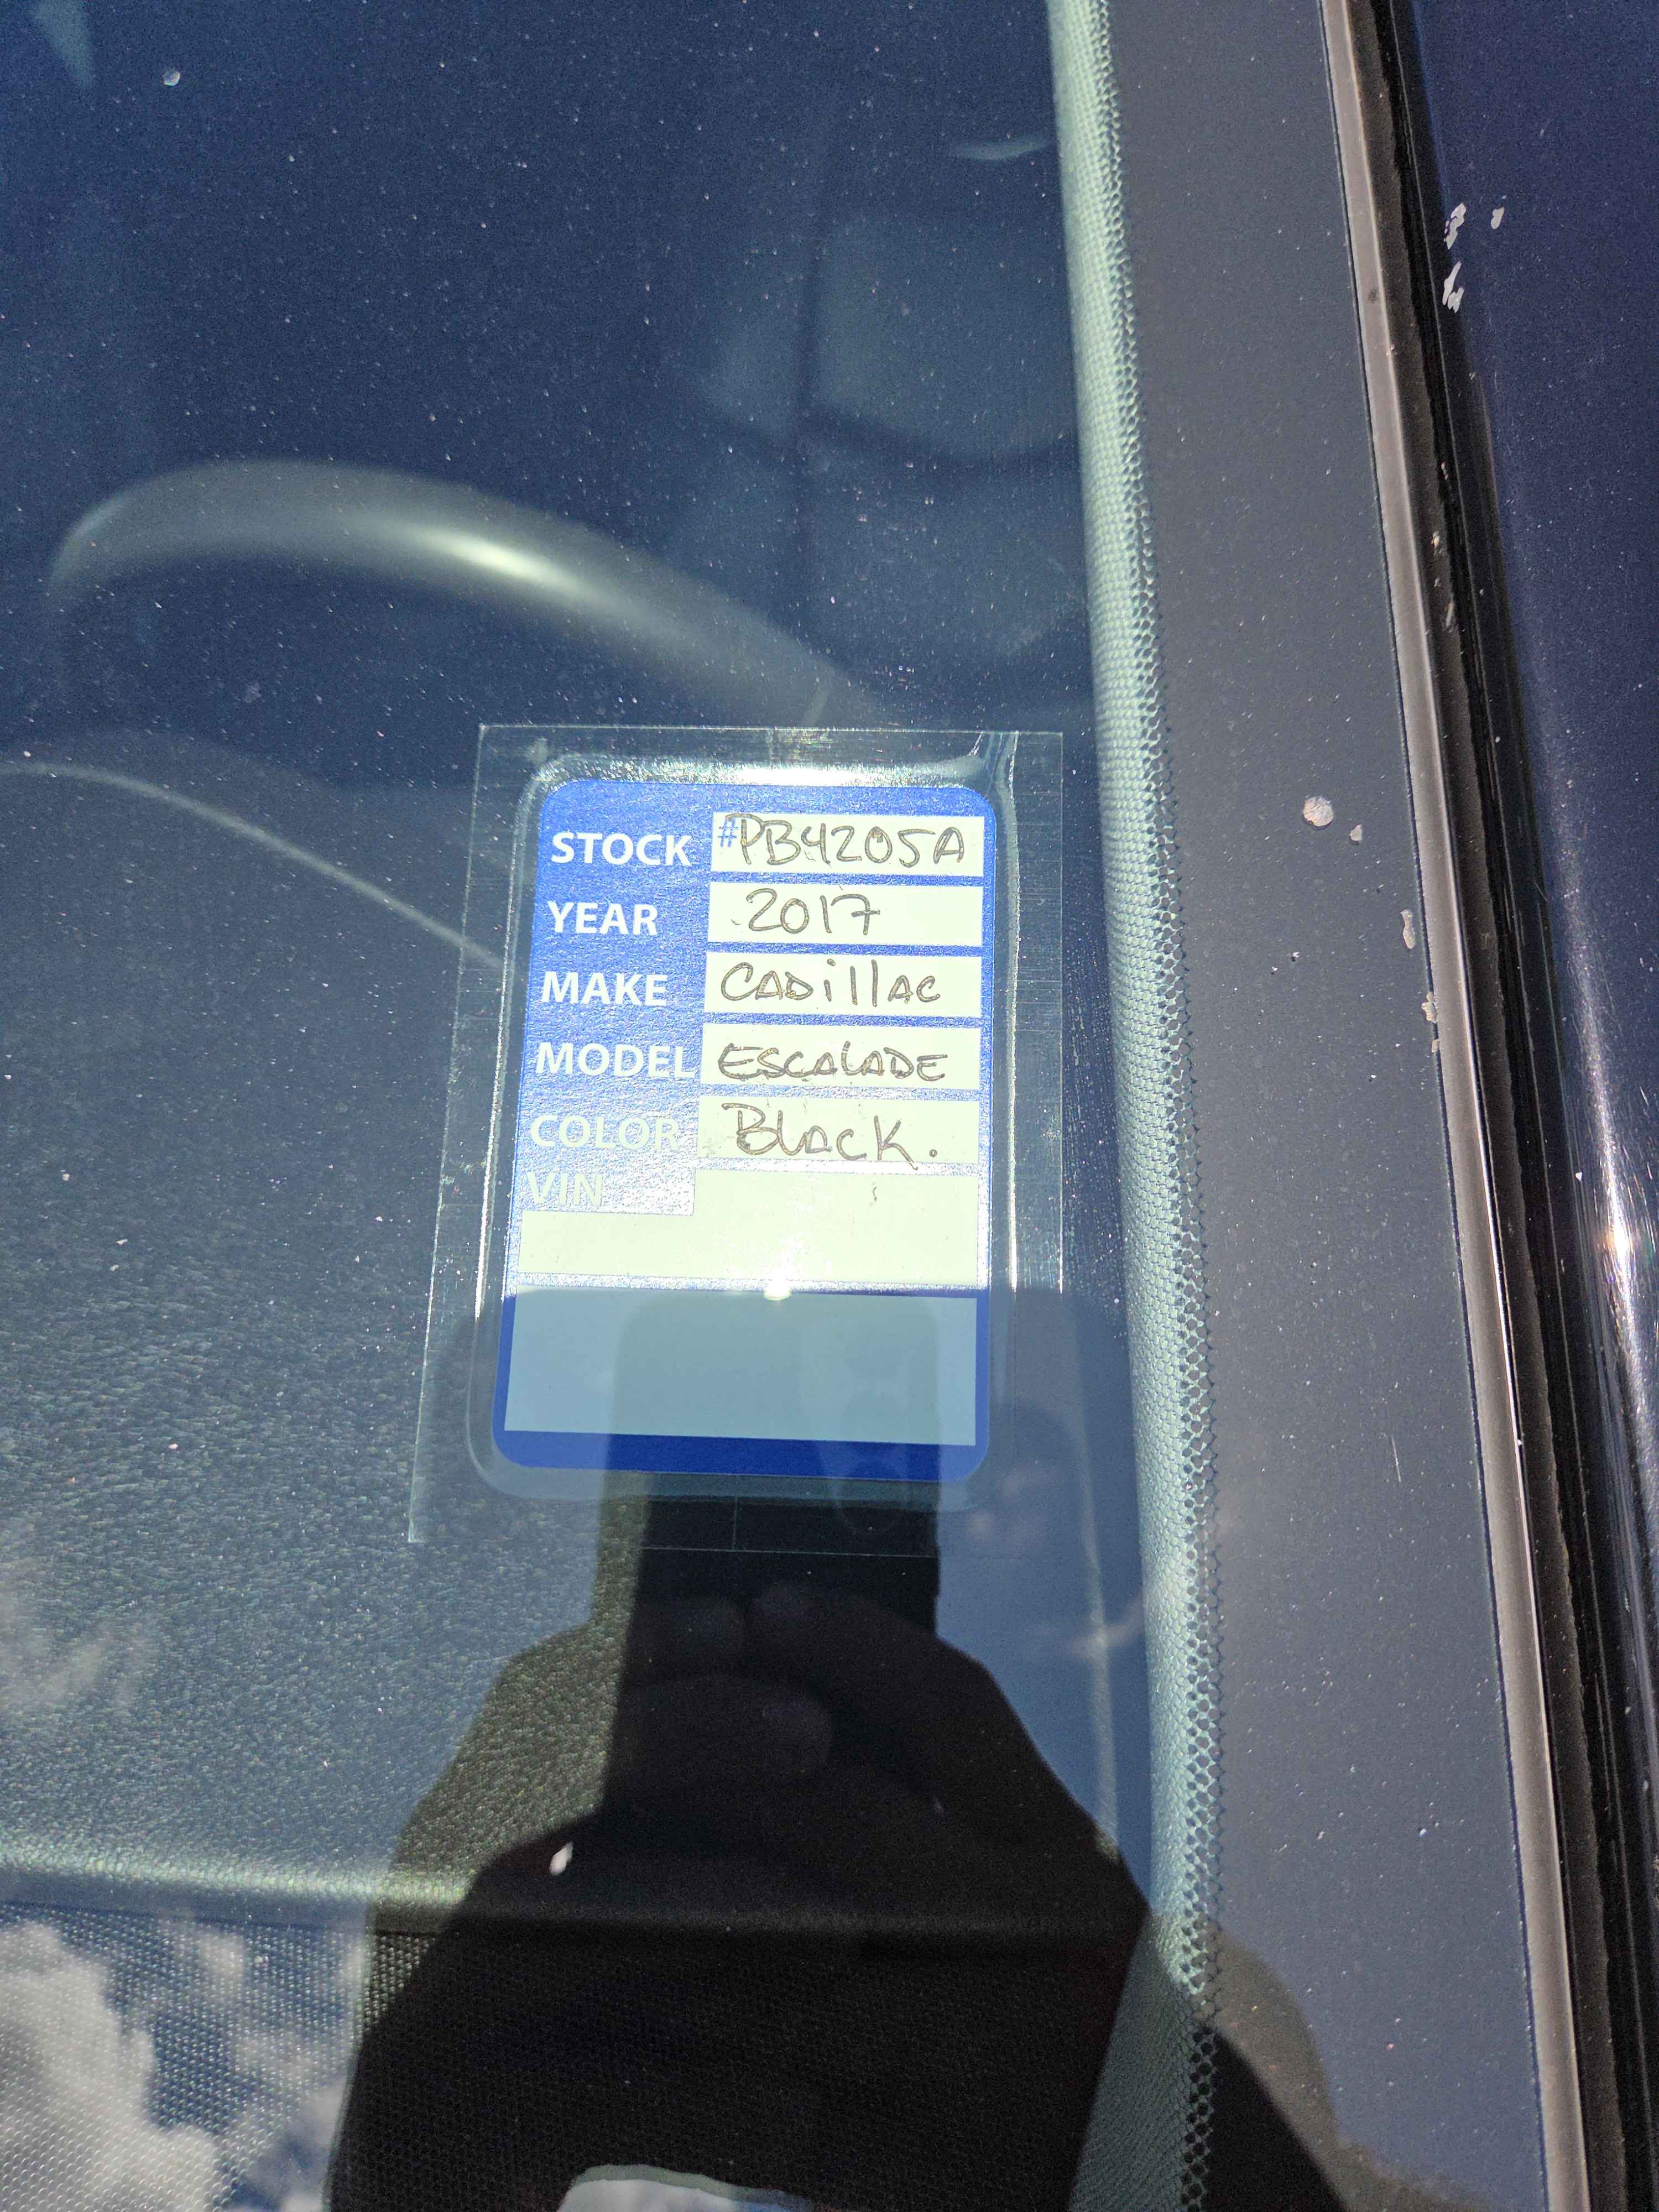 STOCK #PB4205A
YEAR 2017
MAKE CADillAC
MODEL ESCALADE
COLOR BLACK.
VIN